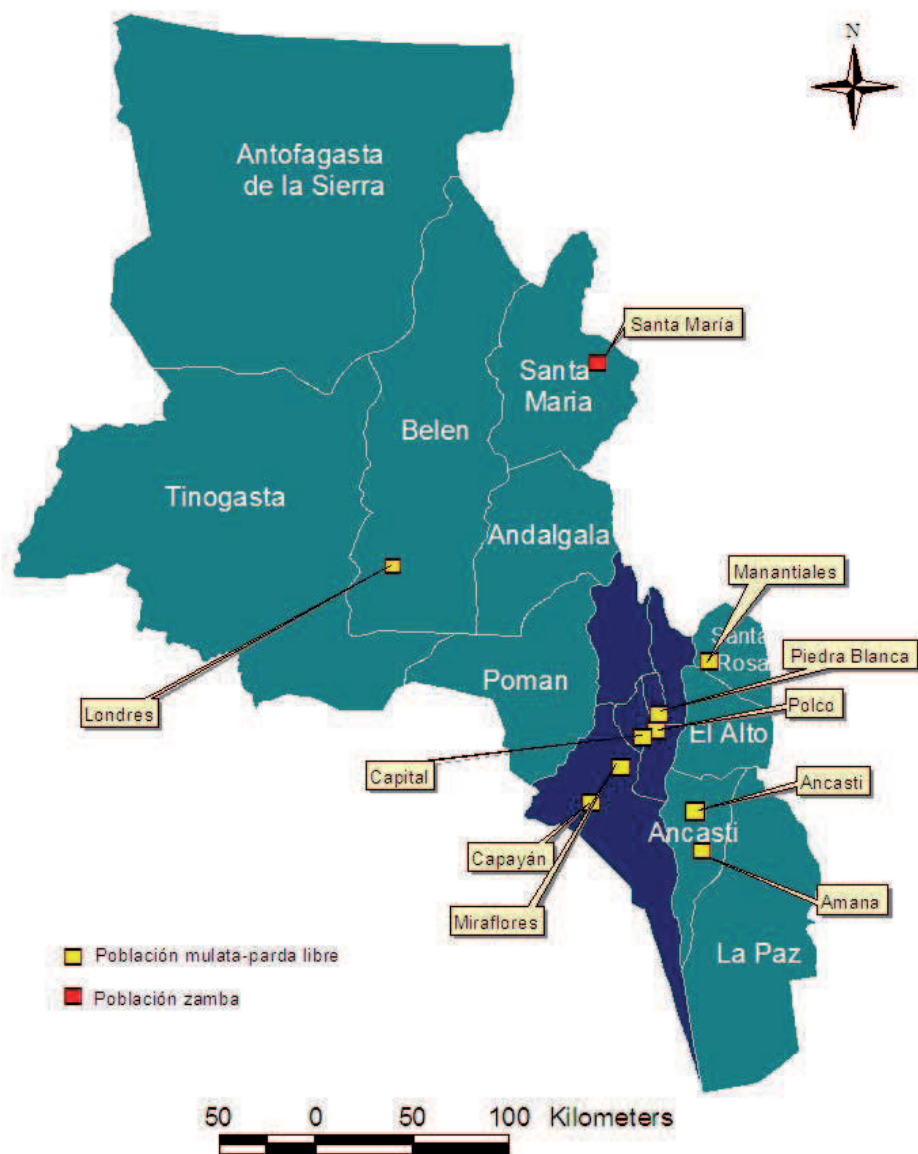 N
Antofagasta
de la Sierra
Santa María
Santa
Maria
Belen
Tinogasta
Andalgala
Manantiales
Santa
Rosa
Piedra Blanca
Poman
Londres
Polco
El Alto
Capital
Ancasti
Ancasti
Capayán
Amana
Miraflores
La Paz
Población mulata-parda libre
Población zamba
50 0 50 100 Kilometers